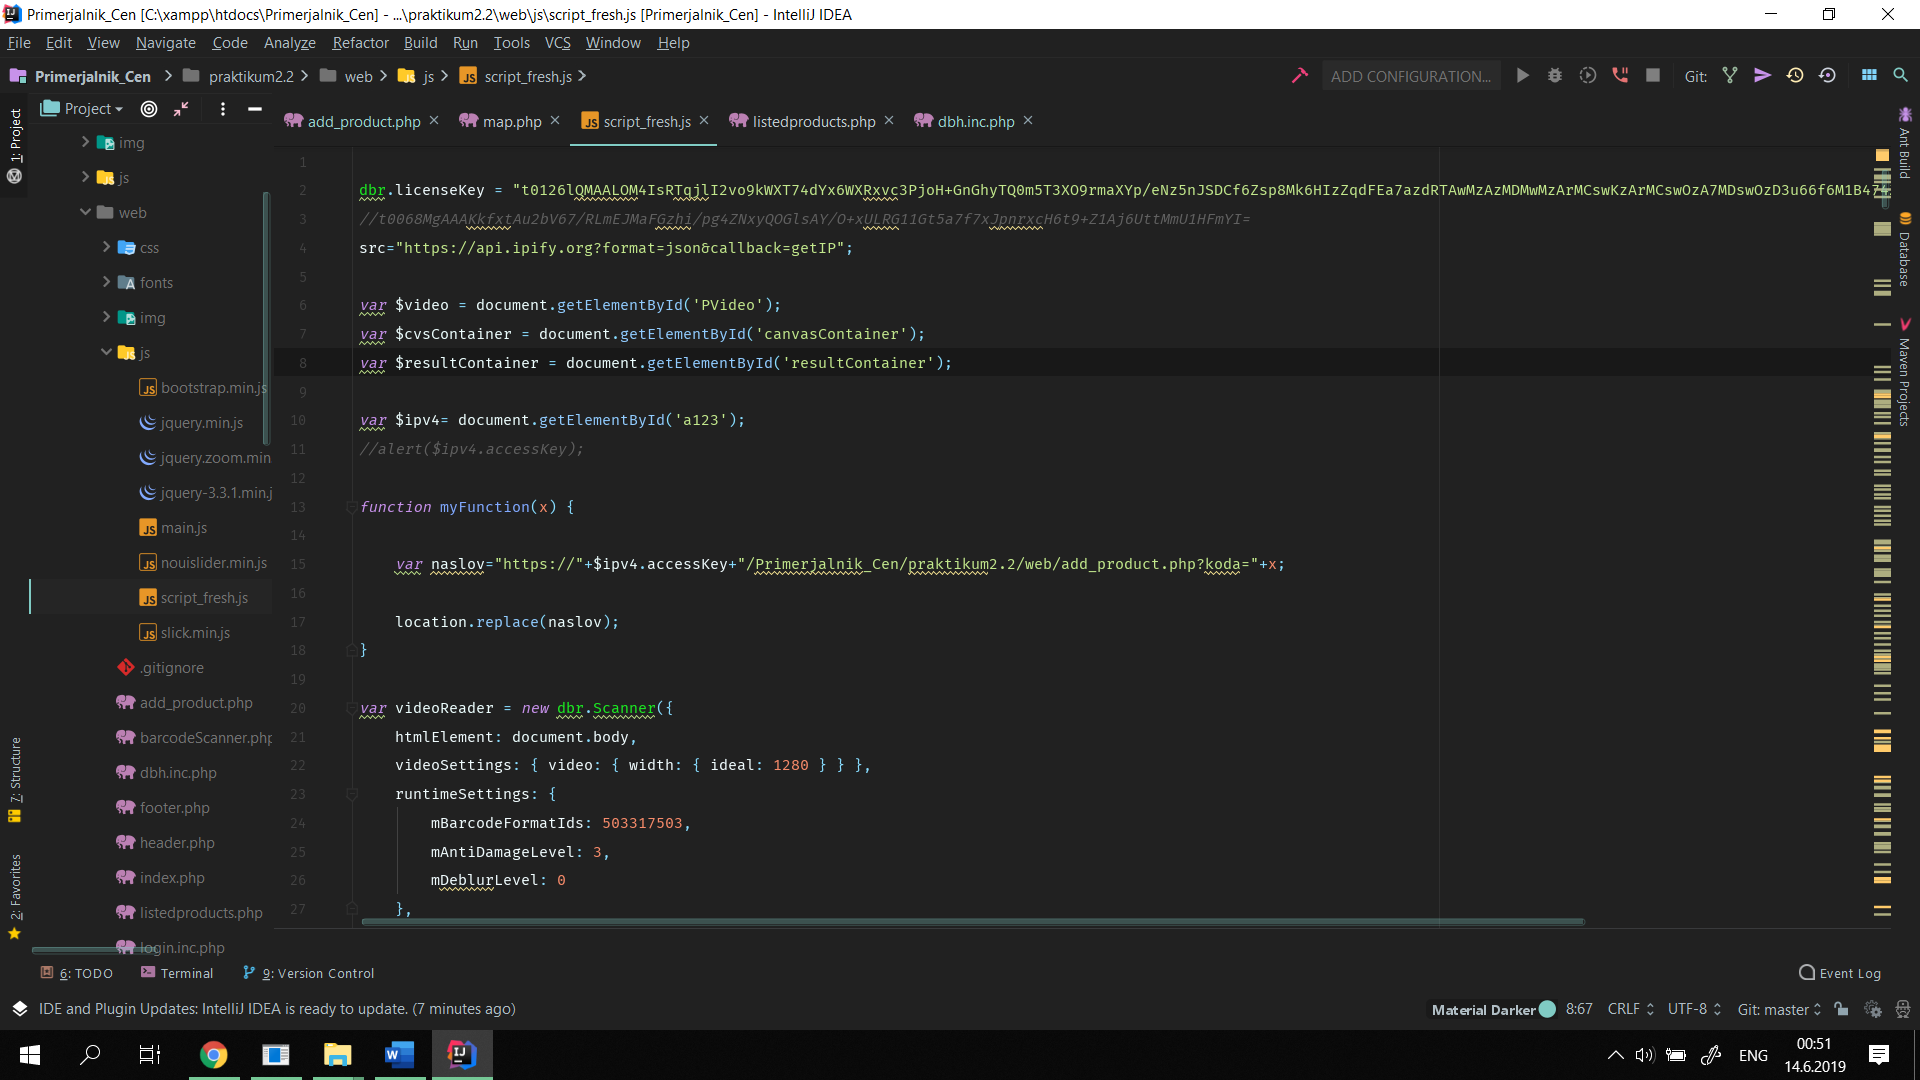 Primerjalnik_Cen [C:\xampp\htdocs\Primerjalnik_Cen] - ...\praktikum2.2\web\js\script_fresh.js [Primerjalnik_Cen] - IntelliJ IDEA
File Edit View Navigate Code Analyze Refactor Build Run Tools VCS Window Help
Primerjalnik_Cen praktikum2.2 web js script_fresh.js ADD CONFIGURATION... Git:
Project
add_product.php map.php script_fresh.js listedproducts.php dbh.inc.php
1: Project
7: Structure
2: Favorites
img
js
web
css
fonts
img
js
bootstrap.min.js
jquery.min.js
jquery.zoom.min
jquery-3.3.1.min.j
main.js
nouislider.min.js
script_fresh.js
slick.min.js
.gitignore
add_product.php
barcodeScanner.php
dbh.inc.php
footer.php
header.php
index.php
listedproducts.php
login.inc.php
1
2 dbr.licenseKey = "t0126lQMAALOM4IsRTqjlI2vo9kWXT74dYx6WXRxvc3PjoH+GnGhyTQ0m5T3XO9rmaXYp/eNz5nJSDCf6Zsp8Mk6HIzZqdFEa7azdRTAwMzAzMDMwMzArMCswKzArMCswOzA7MDswOzD3u66f6M1B474
3 //t0068MgAAAKkfxtAu2bV67/RLmEJMaFGzhi/pg4ZNxyQOGlsAY/O+xULRG11Gt5a7f7xJpnrxcH6t9+Z1Aj6UttMmU1HFmYI=
4 src="https://api.ipify.org?format=json&callback=getIP";
5
6 var $video = document.getElementById('PVideo');
7 var $cvsContainer = document.getElementById('canvasContainer');
8 var $resultContainer = document.getElementById('resultContainer');
9
10 var $ipv4= document.getElementById('a123');
11 //alert($ipv4.accessKey);
12
13 function myFunction(x) {
14
15 var naslov="https://"+$ipv4.accessKey+"/Primerjalnik_Cen/praktikum2.2/web/add_product.php?koda="+x;
16
17 location.replace(naslov);
18 }
19
20 var videoReader = new dbr.Scanner({
21 htmlElement: document.body,
22 videoSettings: { video: { width: { ideal: 1280 } } },
23 runtimeSettings: {
24 mBarcodeFormatIds: 503317503,
25 mAntiDamageLevel: 3,
26 mDeblurLevel: 0
27 },
Ant Build
Database
Maven Projects
6: TODO Terminal 9: Version Control Event Log
IDE and Plugin Updates: IntelliJ IDEA is ready to update. (7 minutes ago) Material Darker 8:67 CRLF UTF-8 Git: master
ENG 00:51
14.6.2019